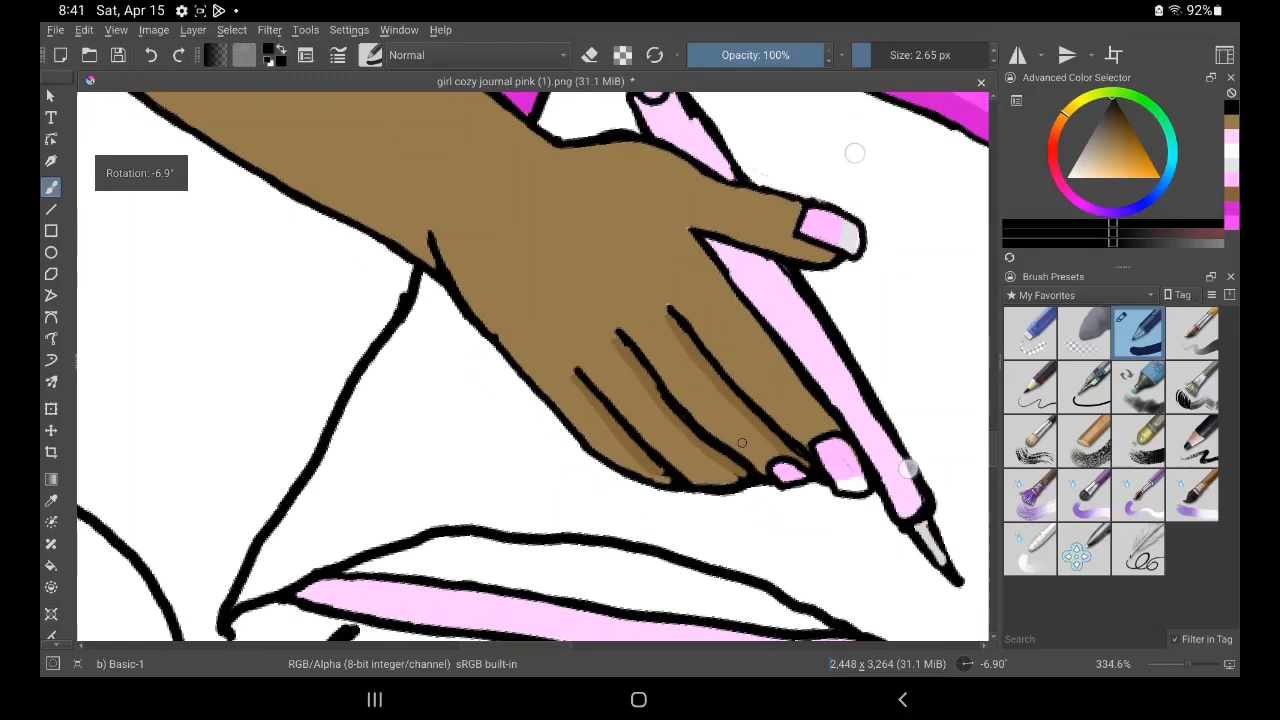 8:41 Sat, Apr 15 92%
File Edit View Image Layer Select Filter Tools Settings Window Help
Normal Opacity: 100% Size: 2.65 px
girl cozy journal pink (1).png (31.1 MiB) *
Advanced Color Selector
Rotation: -6.9°
Brush Presets
My Favorites Tag
Search Filter in Tag
b) Basic-1 RGB/Alpha (8-bit integer/channel) sRGB built-in 2,448 x 3,264 (31.1 MiB) -6.90° 334.6%